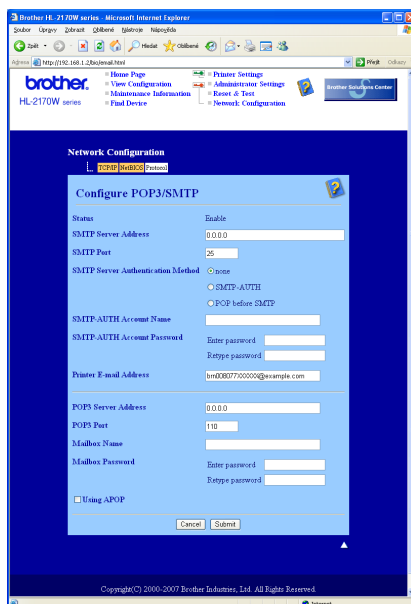 Brother HL-2170W series - Microsoft Internet Explorer
Soubor Úpravy Zobrazit Oblíbené Nástroje Nápověda
Zpět Hledat Oblíbené
Adresa http://192.168.1.2/bio/email.html Přejít Odkazy
brother.
HL-2170W series
Home Page
View Configuration
Maintenance Information
Find Device
Printer Settings
Administrator Settings
Reset & Test
Network Configuration
Brother Solutions Center
Network Configuration
TCP/IP NetBIOS Protocol
Configure POP3/SMTP
Status Enable
SMTP Server Address 0.0.0.0
SMTP Port 25
SMTP Server Authentication Method none
SMTP-AUTH
POP before SMTP
SMTP-AUTH Account Name
SMTP-AUTH Account Password Enter password
Retype password
Printer E-mail Address brn008077XXXXXX@example.com
POP3 Server Address 0.0.0.0
POP3 Port 110
Mailbox Name
Mailbox Password Enter password
Retype password
Using APOP
Cancel Submit
Copyright(C) 2000-2007 Brother Industries, Ltd. All Rights Reserved.
Internet